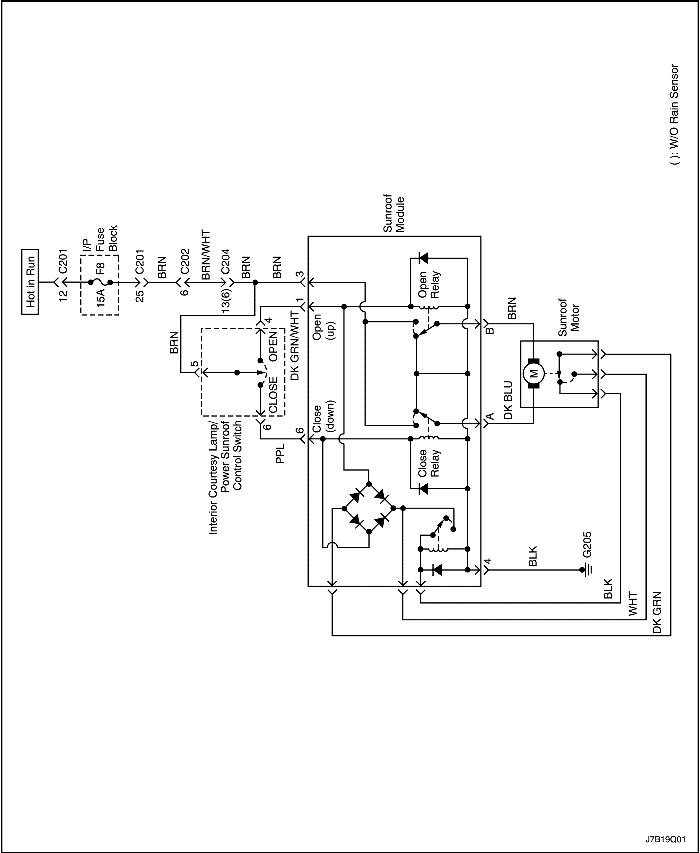 Hot in Run
12 C201
I/P
Fuse
Block
15A F8
25 C201
BRN
6 C202
BRN/WHT
13(6) C204
BRN
BRN
BRN
5
CLOSE OPEN
6
4
Interior Courtesy Lamp/
Power Sunroof
Control Switch
PPL
DK GRN/WHT
6
1
3
Close
(down)
Open
(up)
Sunroof
Module
Close
Relay
Open
Relay
4
A
B
BLK
G205
DK BLU
BRN
M
Sunroof
Motor
BLK
WHT
DK GRN
( ): W/O Rain Sensor
J7B19Q01